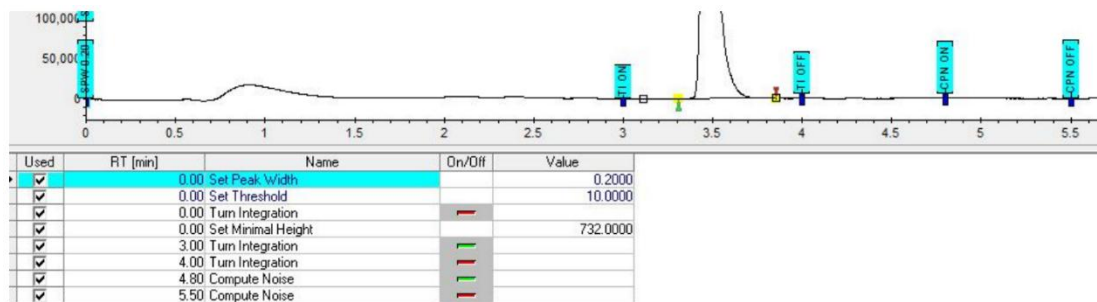 100,000
50,000
0
SPW 0.20
TI ON
TI OFF
CPN ON
CPN OFF
0 0.5 1 1.5 2 2.5 3 3.5 4 4.5 5 5.5
Used RT [min] Name On/Off Value
0.00 Set Peak Width 0.2000
0.00 Set Threshold 10.0000
0.00 Turn Integration
0.00 Set Minimal Height 732.0000
3.00 Turn Integration
4.00 Turn Integration
4.80 Compute Noise
5.50 Compute Noise